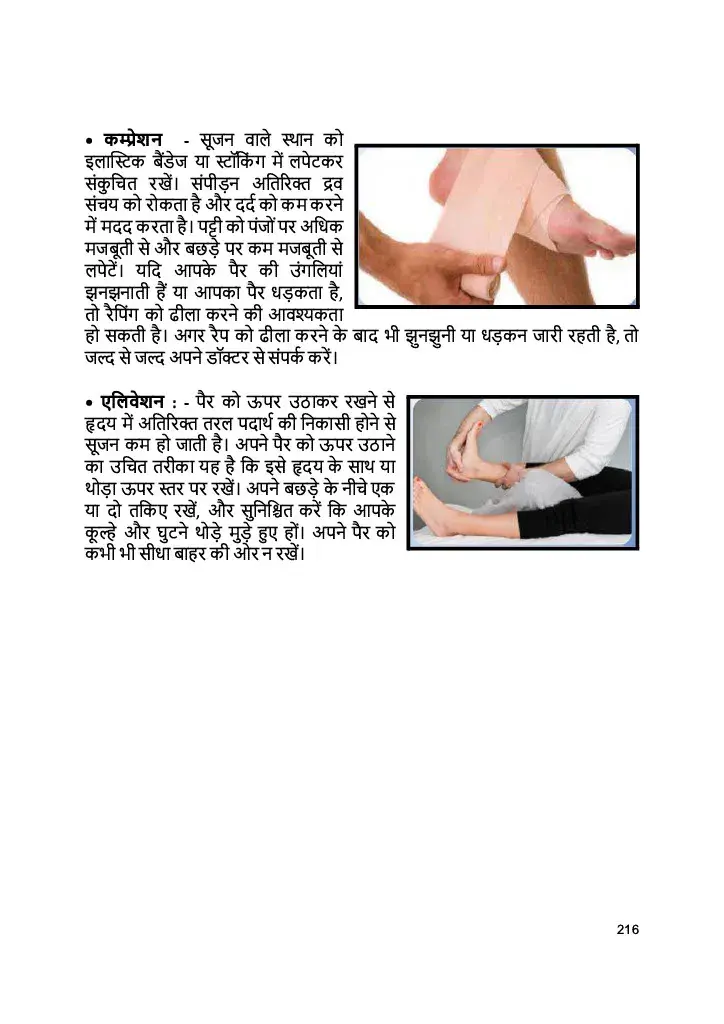 • कम्प्रेशन - सूजन वाले स्थान को
इलास्टिक बैंडेज या स्टॉकिंग में लपेटकर
संकुचित रखें। संपीड़न अतिरिक्त द्रव
संचय को रोकता है और दर्द को कम करने
में मदद करता है। पट्टी को पंजों पर अधिक
मजबूती से और बछड़े पर कम मजबूती से
लपेटें। यदि आपके पैर की उंगलियां
झनझनाती हैं या आपका पैर धड़कता है,
तो रैपिंग को ढीला करने की आवश्यकता
हो सकती है। अगर रैप को ढीला करने के बाद भी झुनझुनी या धड़कन जारी रहती है, तो
जल्द से जल्द अपने डॉक्टर से संपर्क करें।
• एलिवेशन : - पैर को ऊपर उठाकर रखने से
हृदय में अतिरिक्त तरल पदार्थ की निकासी होने से
सूजन कम हो जाती है। अपने पैर को ऊपर उठाने
का उचित तरीका यह है कि इसे हृदय के साथ या
थोड़ा ऊपर स्तर पर रखें। अपने बछड़े के नीचे एक
या दो तकिए रखें, और सुनिश्चित करें कि आपके
कूल्हे और घुटने थोड़े मुड़े हुए हों। अपने पैर को
कभी भी सीधा बाहर की ओर न रखें।
216